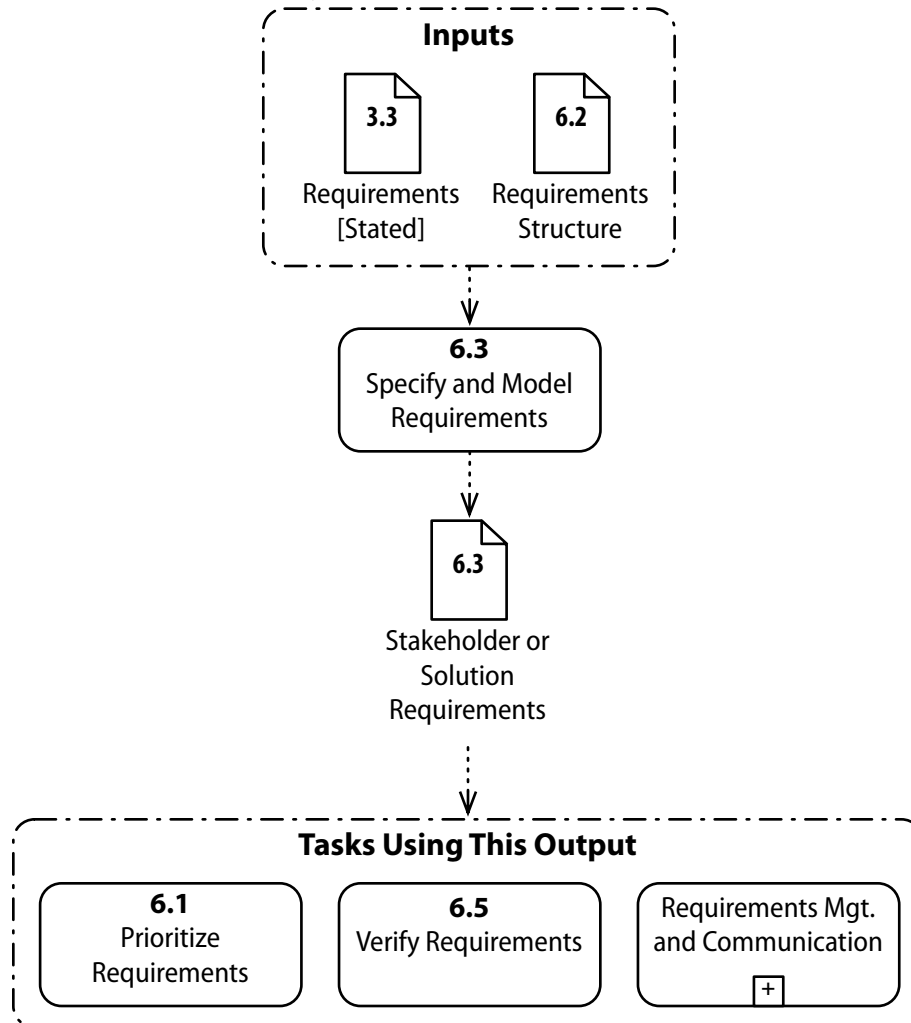 Inputs
3.3
6.2
Requirements
[Stated]
Requirements
Structure
6.3
Specify and Model
Requirements
6.3
Stakeholder or
Solution
Requirements
Tasks Using This Output
6.1
Prioritize
Requirements
6.5
Verify Requirements
Requirements Mgt.
and Communication
+